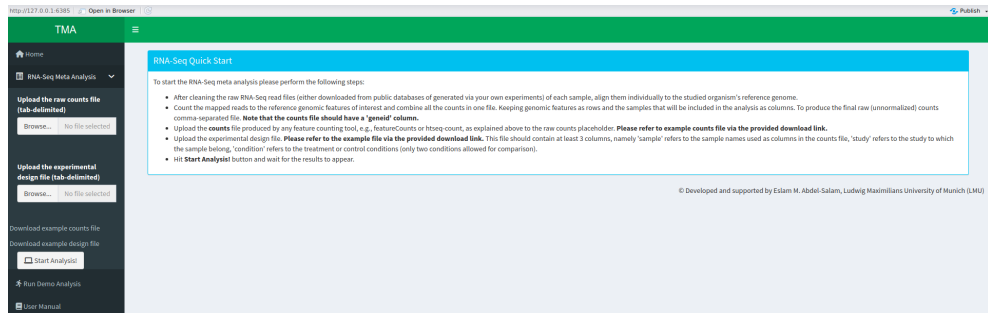 http://127.0.0.1:6385
Open in Browser
Publish
TMA
Home
RNA-Seq Meta Analysis
Upload the raw counts file
(tab-delimited)
Browse...
No file selected
Upload the experimental
design file (tab-delimited)
Browse...
No file selected
Download example counts file
Download example design file
Start Analysis!
Run Demo Analysis
User Manual
RNA-Seq Quick Start
To start the RNA-Seq meta analysis please perform the following steps:
After cleaning the raw RNA-Seq read files (either downloaded from public databases of generated via your own experiments) of each sample, align them individually to the studied organism's reference genome.
Count the mapped reads to the reference genomic features of interest and combine all the counts in one file. Keeping genomic features as rows and the samples that will be included in the analysis as columns. To produce the final raw (unnormalized) counts
comma-separated file. Note that the counts file should have a 'geneid' column.
Upload the counts file produced by any feature counting tool, e.g., featureCounts or htseq-count, as explained above to the raw counts placeholder. Please refer to example counts file via the provided download link.
Upload the experimental design file. Please refer to the example file via the provided download link. This file should contain at least 3 columns, namely 'sample' refers to the sample names used as columns in the counts file, 'study' refers to the study to which
the sample belong, 'condition' refers to the treatment or control conditions (only two conditions allowed for comparison).
Hit Start Analysis! button and wait for the results to appear.
© Developed and supported by Eslam M. Abdel-Salam, Ludwig Maximilians University of Munich (LMU)